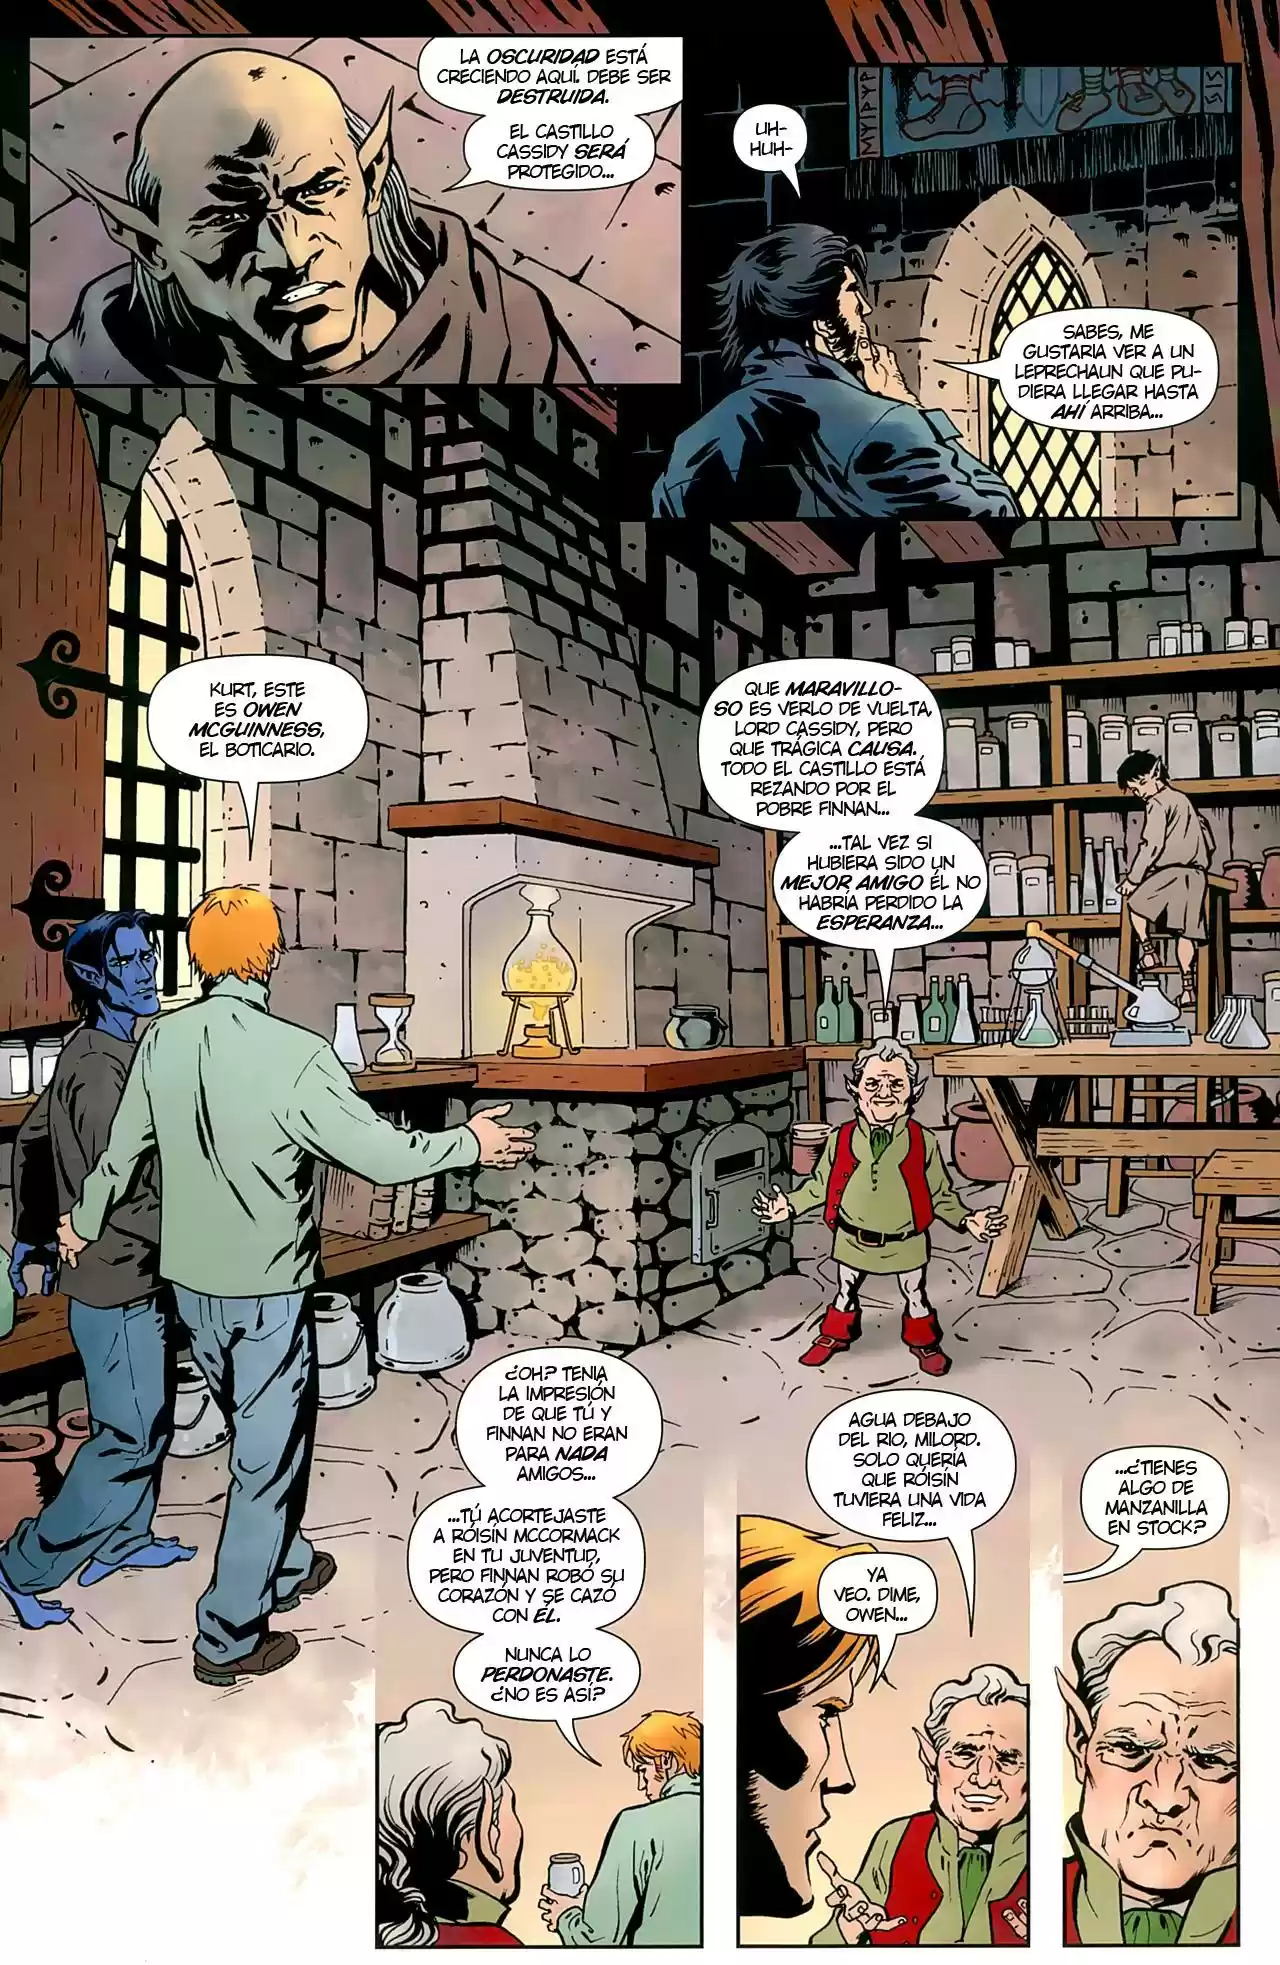 LA OSCURIDAD ESTÁ
CRECIENDO AQUÍ. DEBE SER
DESTRUIDA.
EL CASTILLO
CASSIDY SERÁ
PROTEGIDO...
UH-
HUH-
MYIPYP
SIS
SABES, ME
GUSTARIA VER A UN
LEPRECHAUN QUE PU-
DIERA LLEGAR HASTA
AHÍ ARRIBA...
KURT, ESTE
ES OWEN
MCGUINNESS,
EL BOTICARIO.
QUE MARAVILLO-
SO ES VERLO DE VUELTA,
LORD CASSIDY, PERO
QUE TRÁGICA CAUSA.
TODO EL CASTILLO ESTÁ
REZANDO POR EL
POBRE FINNAN...
...TAL VEZ SI
HUBIERA SIDO UN
MEJOR AMIGO ÉL NO
HABRÍA PERDIDO LA
ESPERANZA...
¿OH? TENIA
LA IMPRESIÓN
DE QUE TÚ Y
FINNAN NO ERAN
PARA NADA
AMIGOS...
...TÚ ACORTEJASTE
A RÓISÍN MCCORMACK
EN TU JUVENTUD,
PERO FINNAN ROBÓ SU
CORAZÓN Y SE CAZÓ
CON ÉL.
NUNCA LO
PERDONASTE.
¿NO ES ASÍ?
AGUA DEBAJO
DEL RIO, MILORD.
SOLO QUERÍA
QUE RÓISÍN
TUVIERA UNA VIDA
FELIZ...
YA
VEO. DIME,
OWEN...
...¿TIENES
ALGO DE
MANZANILLA
EN STOCK?